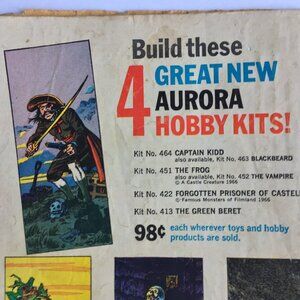 Build these
4 GREAT NEW
AURORA
HOBBY KITS!
Kit No. 464 CAPTAIN KIDD
also available, Kit No. 463 BLACKBEARD
Kit No. 451 THE FROG
also available, Kit No. 452 THE VAMPIRE
© A Castle Creature 1966
Kit No. 422 FORGOTTEN PRISONER OF CASTEL
© Famous Monsters of Filmland 1966
Kit No. 413 THE GREEN BERET
98¢ each wherever toys and hobby
products are sold.